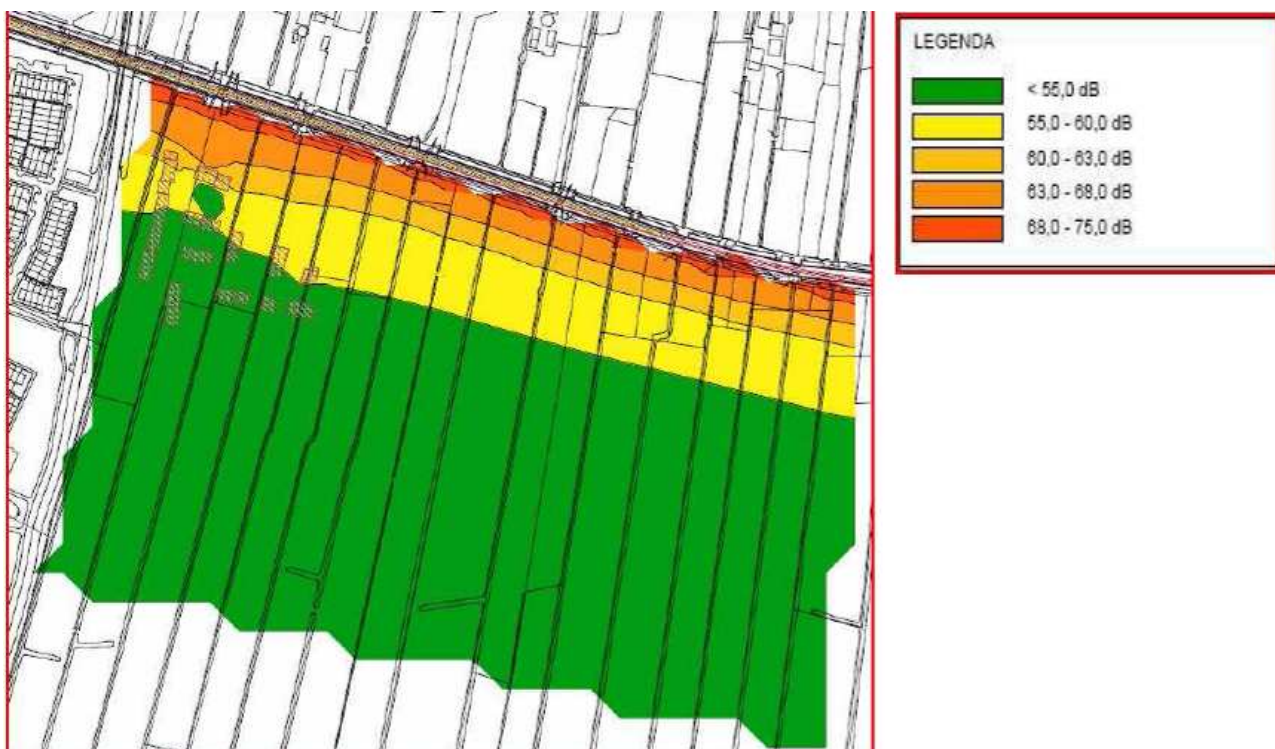 LEGENDA
< 55,0 dB
55,0 - 60,0 dB
60,0 - 63,0 dB
63,0 - 68,0 dB
68,0 - 75,0 dB